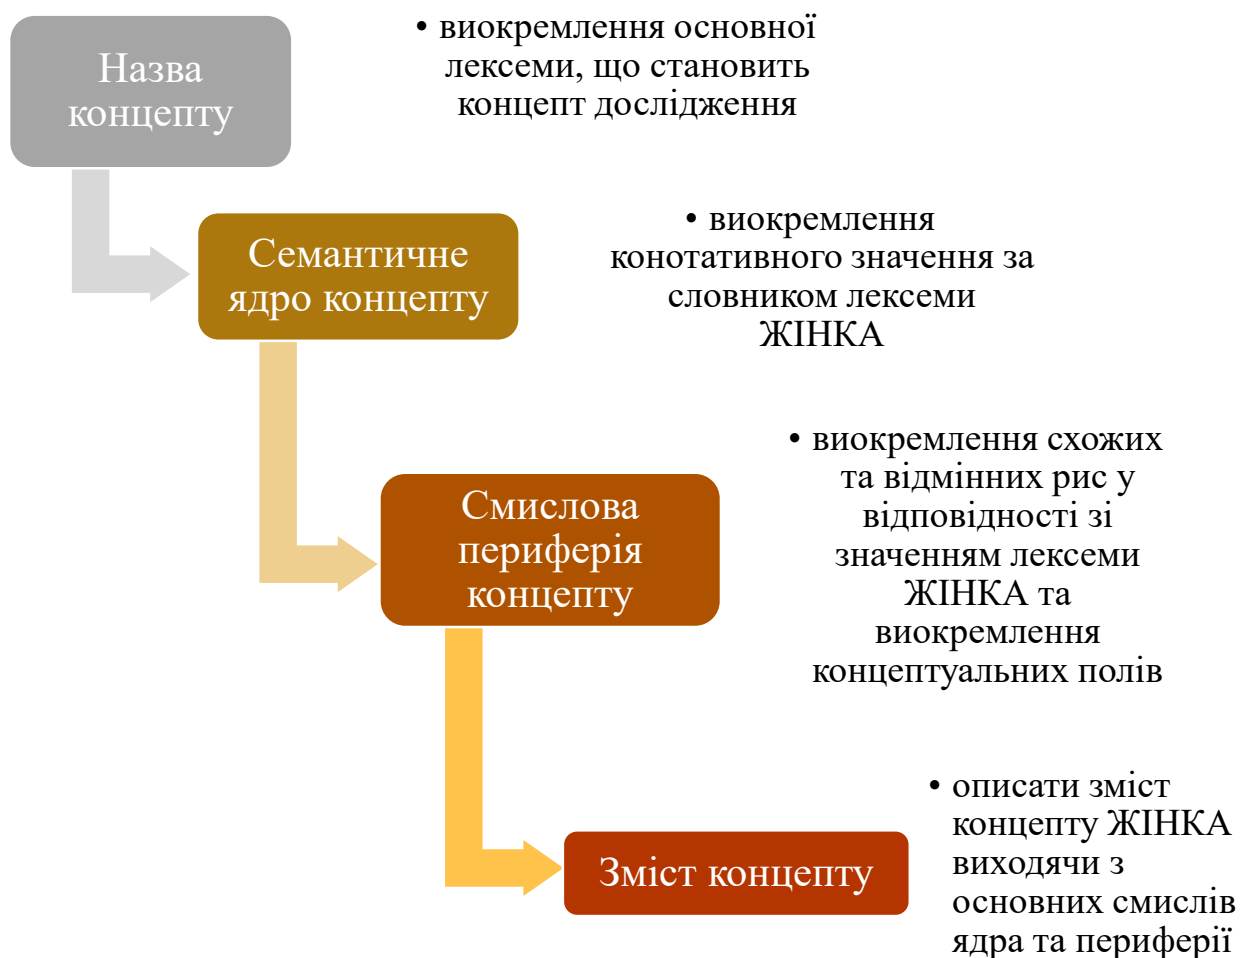 Назва
концепту
• виокремлення основної
лексеми, що становить
концепт дослідження
Семантичне
ядро концепту
• виокремлення
конотативного значення за
словником лексеми
ЖІНКА
Смислова
периферія
концепту
• виокремлення схожих
та відмінних рис у
відповідності зі
значенням лексеми
ЖІНКА та
виокремлення
концептуальних полів
Зміст концепту
• описати зміст
концепту ЖІНКА
виходячи з
основних смислів
ядра та периферії